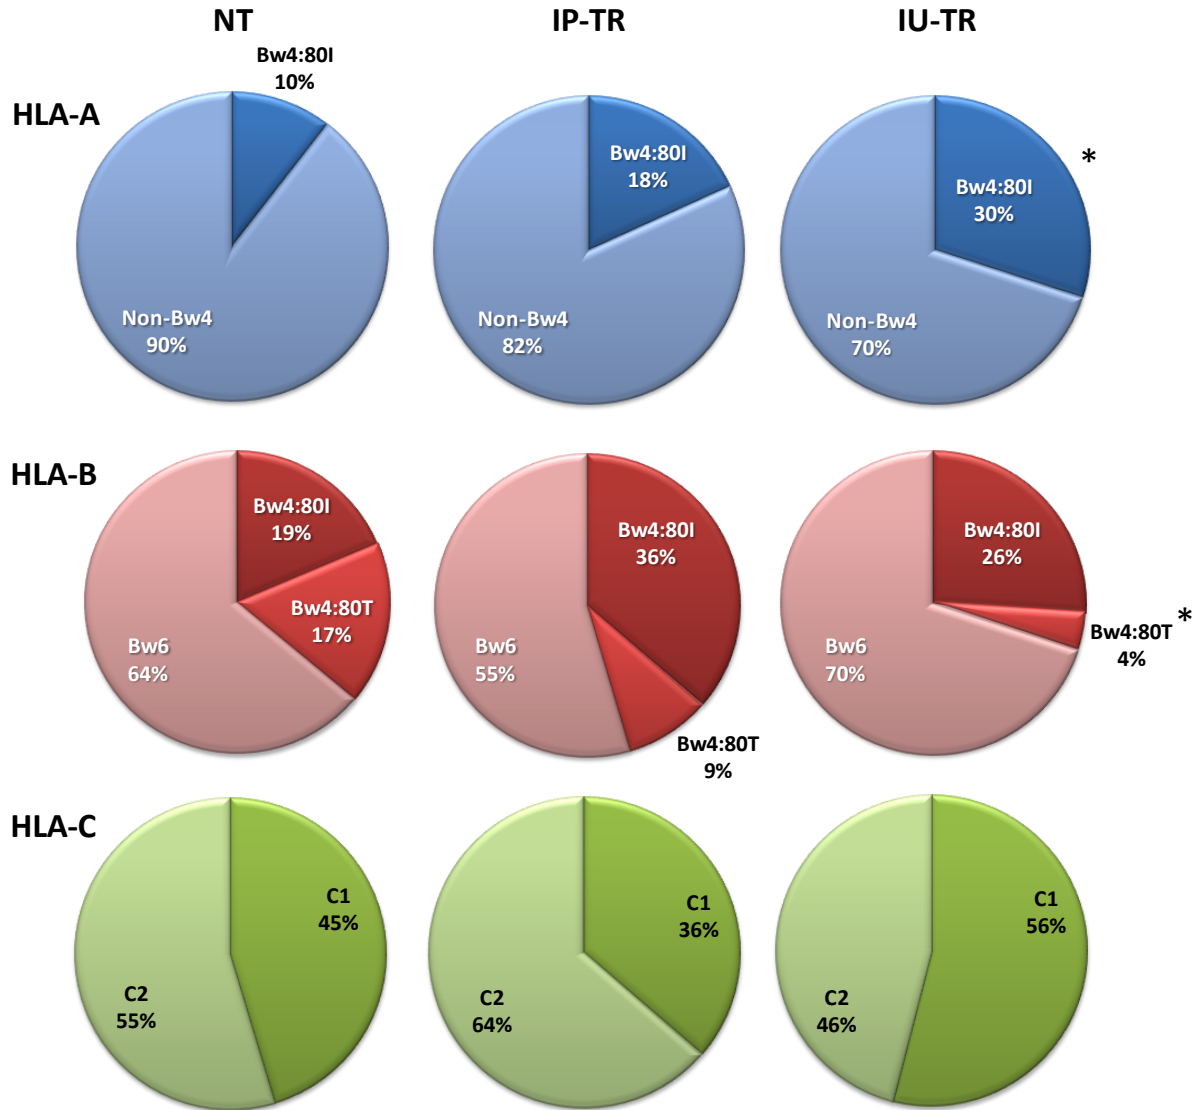 NT
IP-TR
IU-TR
HLA-A
Bw4:80I
10%
Non-Bw4
90%
Bw4:80I
18%
Non-Bw4
82%
Bw4:80I
30%
*
Non-Bw4
70%
HLA-B
Bw4:80I
19%
Bw4:80T
17%
Bw6
64%
Bw4:80I
36%
Bw6
55%
Bw4:80T
9%
Bw4:80I
26%
Bw4:80T *
4%
Bw6
70%
HLA-C
C1
45%
C2
55%
C1
36%
C2
64%
C1
56%
C2
46%